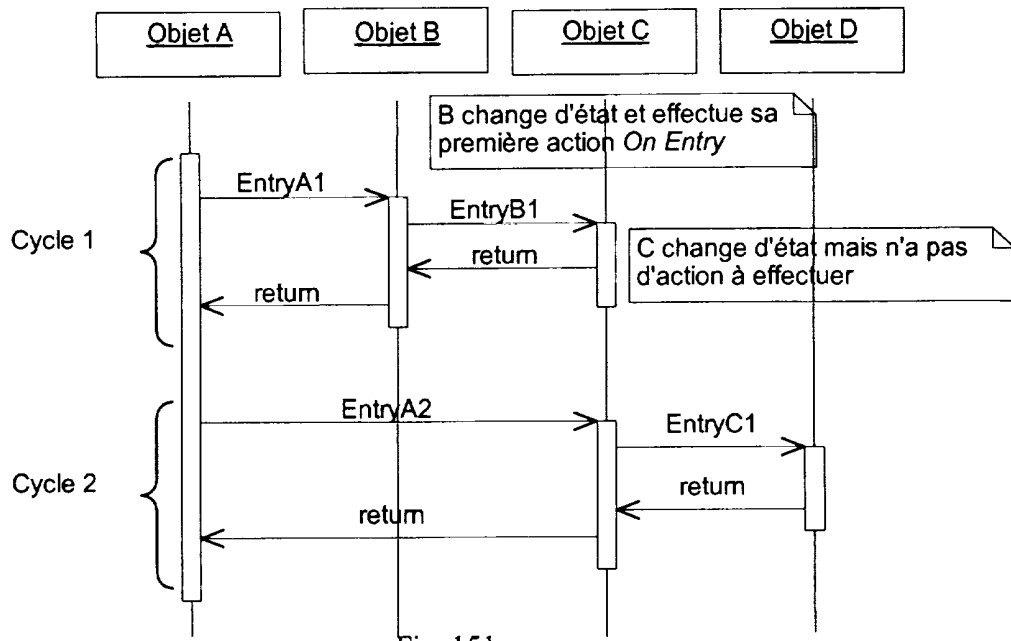 Objet A
Objet B
Objet C
Objet D
B change d'état et effectue sa
première action On Entry
EntryA1
EntryB1
Cycle 1
return
C change d'état mais n'a pas
d'action à effectuer
return
EntryA2
EntryC1
Cycle 2
return
return